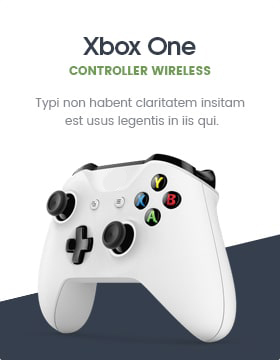 Xbox One
CONTROLLER WIRELESS
Typi non habent claritatem insitam
est usus legentis in iis qui.
Y
X B
A